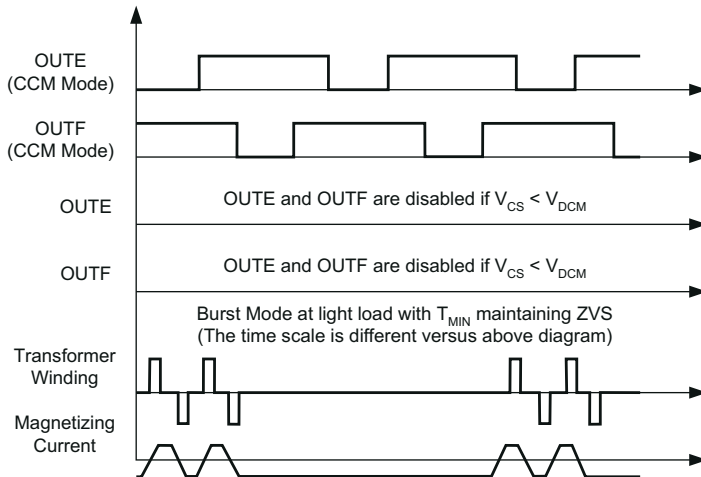 OUTE
(CCM Mode)
OUTF
(CCM Mode)
OUTE
OUTE and OUTF are disabled if V_CS < V_DCM
OUTF
OUTE and OUTF are disabled if V_CS < V_DCM
Burst Mode at light load with T_MIN maintaining ZVS
(The time scale is different versus above diagram)
Transformer
Winding
Magnetizing
Current